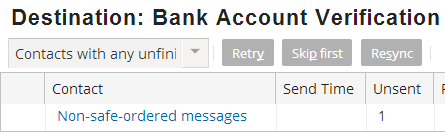 Destination: Bank Account Verification
Contacts with any unfini Retry Skip first Resync
Contact Send Time Unsent
Non-safe-ordered messages 1